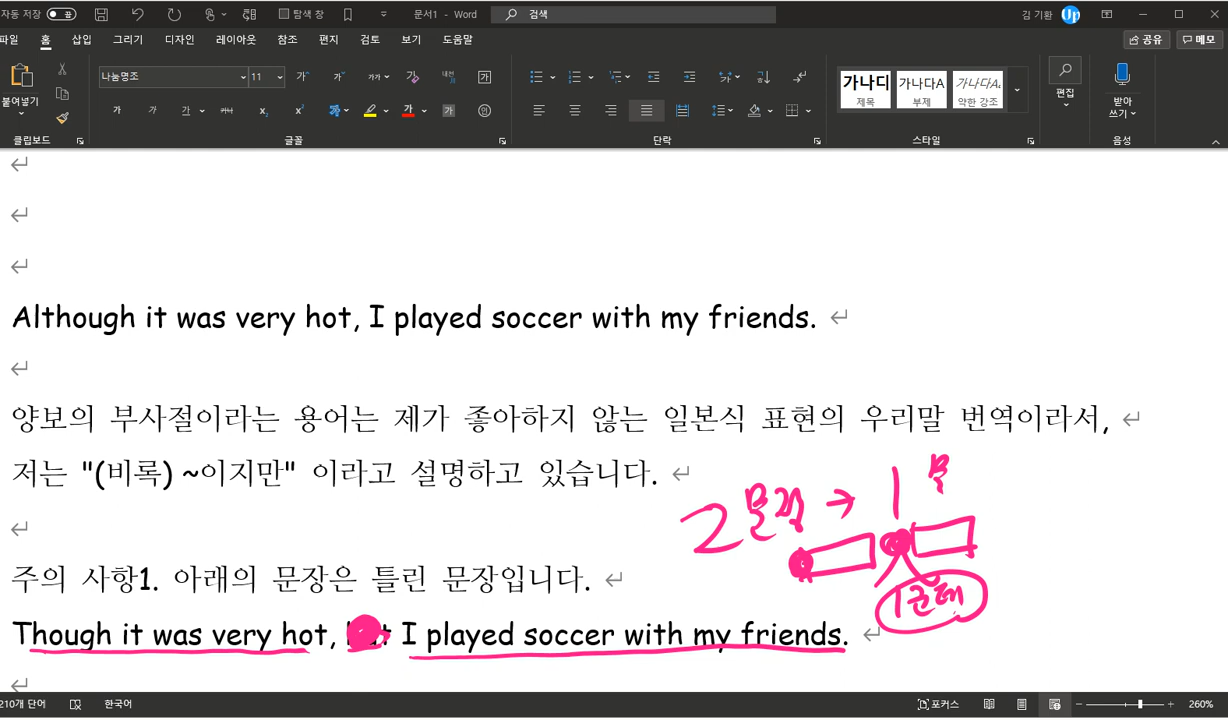 자동 저장 끔 탐색 창 문서1 - Word 검색 김 기환 Up
파일 홈 삽입 그리기 디자인 레이아웃 참조 편지 검토 보기 도움말 공유 메모
나눔명조 11 가나디 가나다A 가나다A 편집
붙여넣기 제목 부제 약한 강조 받아
쓰기
클립보드 글꼴 단락 스타일 음성
Although it was very hot, I played soccer with my friends.
양보의 부사절이라는 용어는 제가 좋아하지 않는 일본식 표현의 우리말 번역이라서,
저는 "(비록) ~이지만" 이라고 설명하고 있습니다.
2 문장 → 1 문
주의 사항1. 아래의 문장은 틀린 문장입니다.
1군데
Though it was very hot, I played soccer with my friends.
210개 단어 한국어 포커스 260%